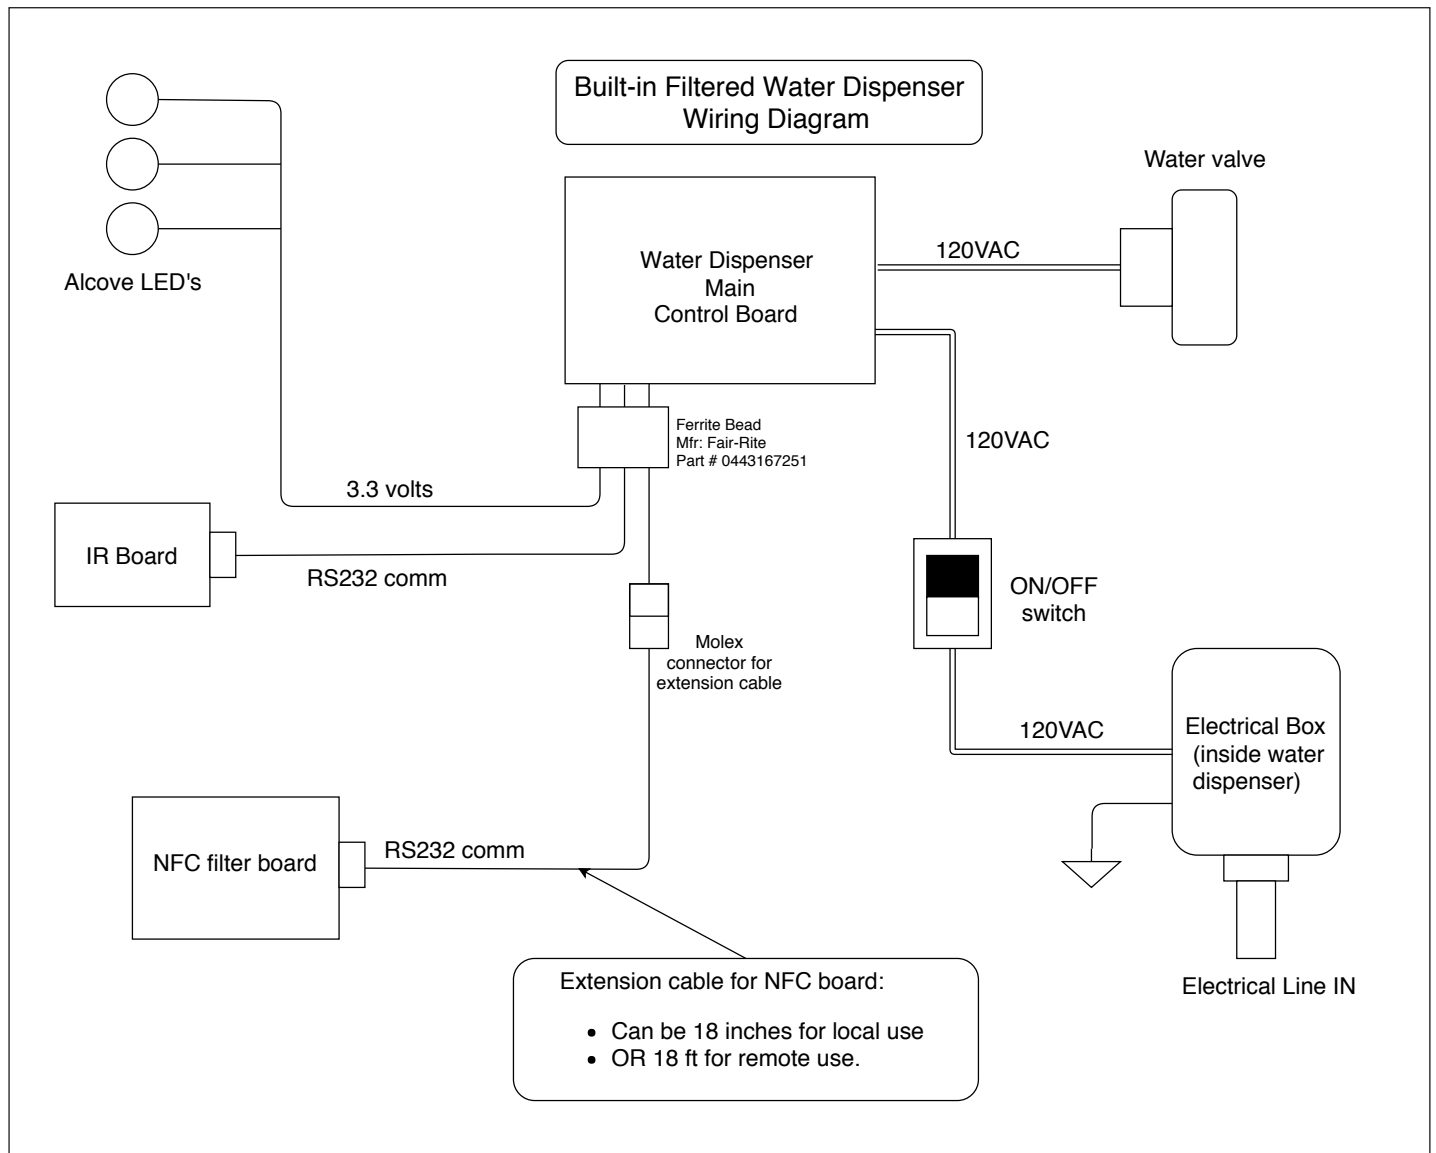 Built-in Filtered Water Dispenser
Wiring Diagram
Water valve
Alcove LED's
Water Dispenser
Main
Control Board
120VAC
120VAC
Ferrite Bead
Mfr: Fair-Rite
Part # 0443167251
3.3 volts
IR Board
RS232 comm
ON/OFF
switch
Molex
connector for
extension cable
120VAC
Electrical Box
(inside water
dispenser)
NFC filter board
RS232 comm
Extension cable for NFC board:
• Can be 18 inches for local use
• OR 18 ft for remote use.
Electrical Line IN